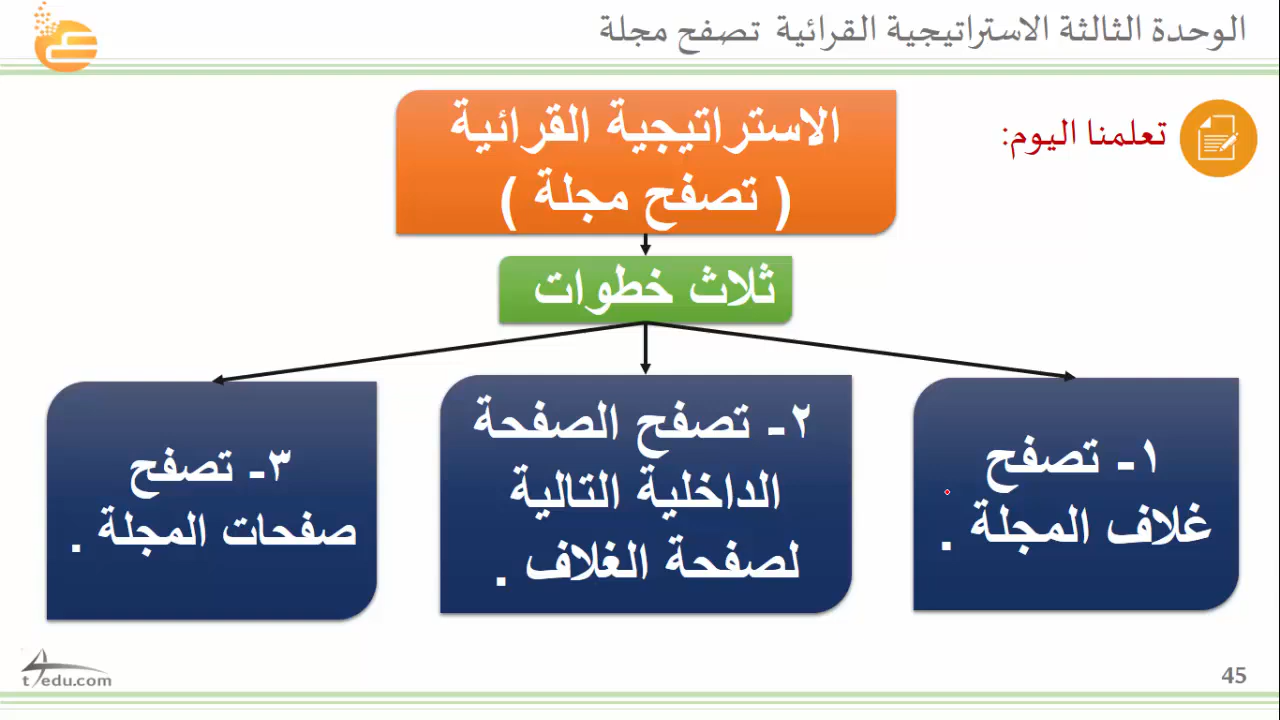 الوحدة الثالثة الاستراتيجية القرائية تصفح مجلة
تعلمنا اليوم:
الاستراتيجية القرائية
( تصفح مجلة )
ثلاث خطوات
١- تصفح
غلاف المجلة .
٢- تصفح الصفحة
الداخلية التالية
لصفحة الغلاف .
٣- تصفح
صفحات المجلة .
t4edu.com
45